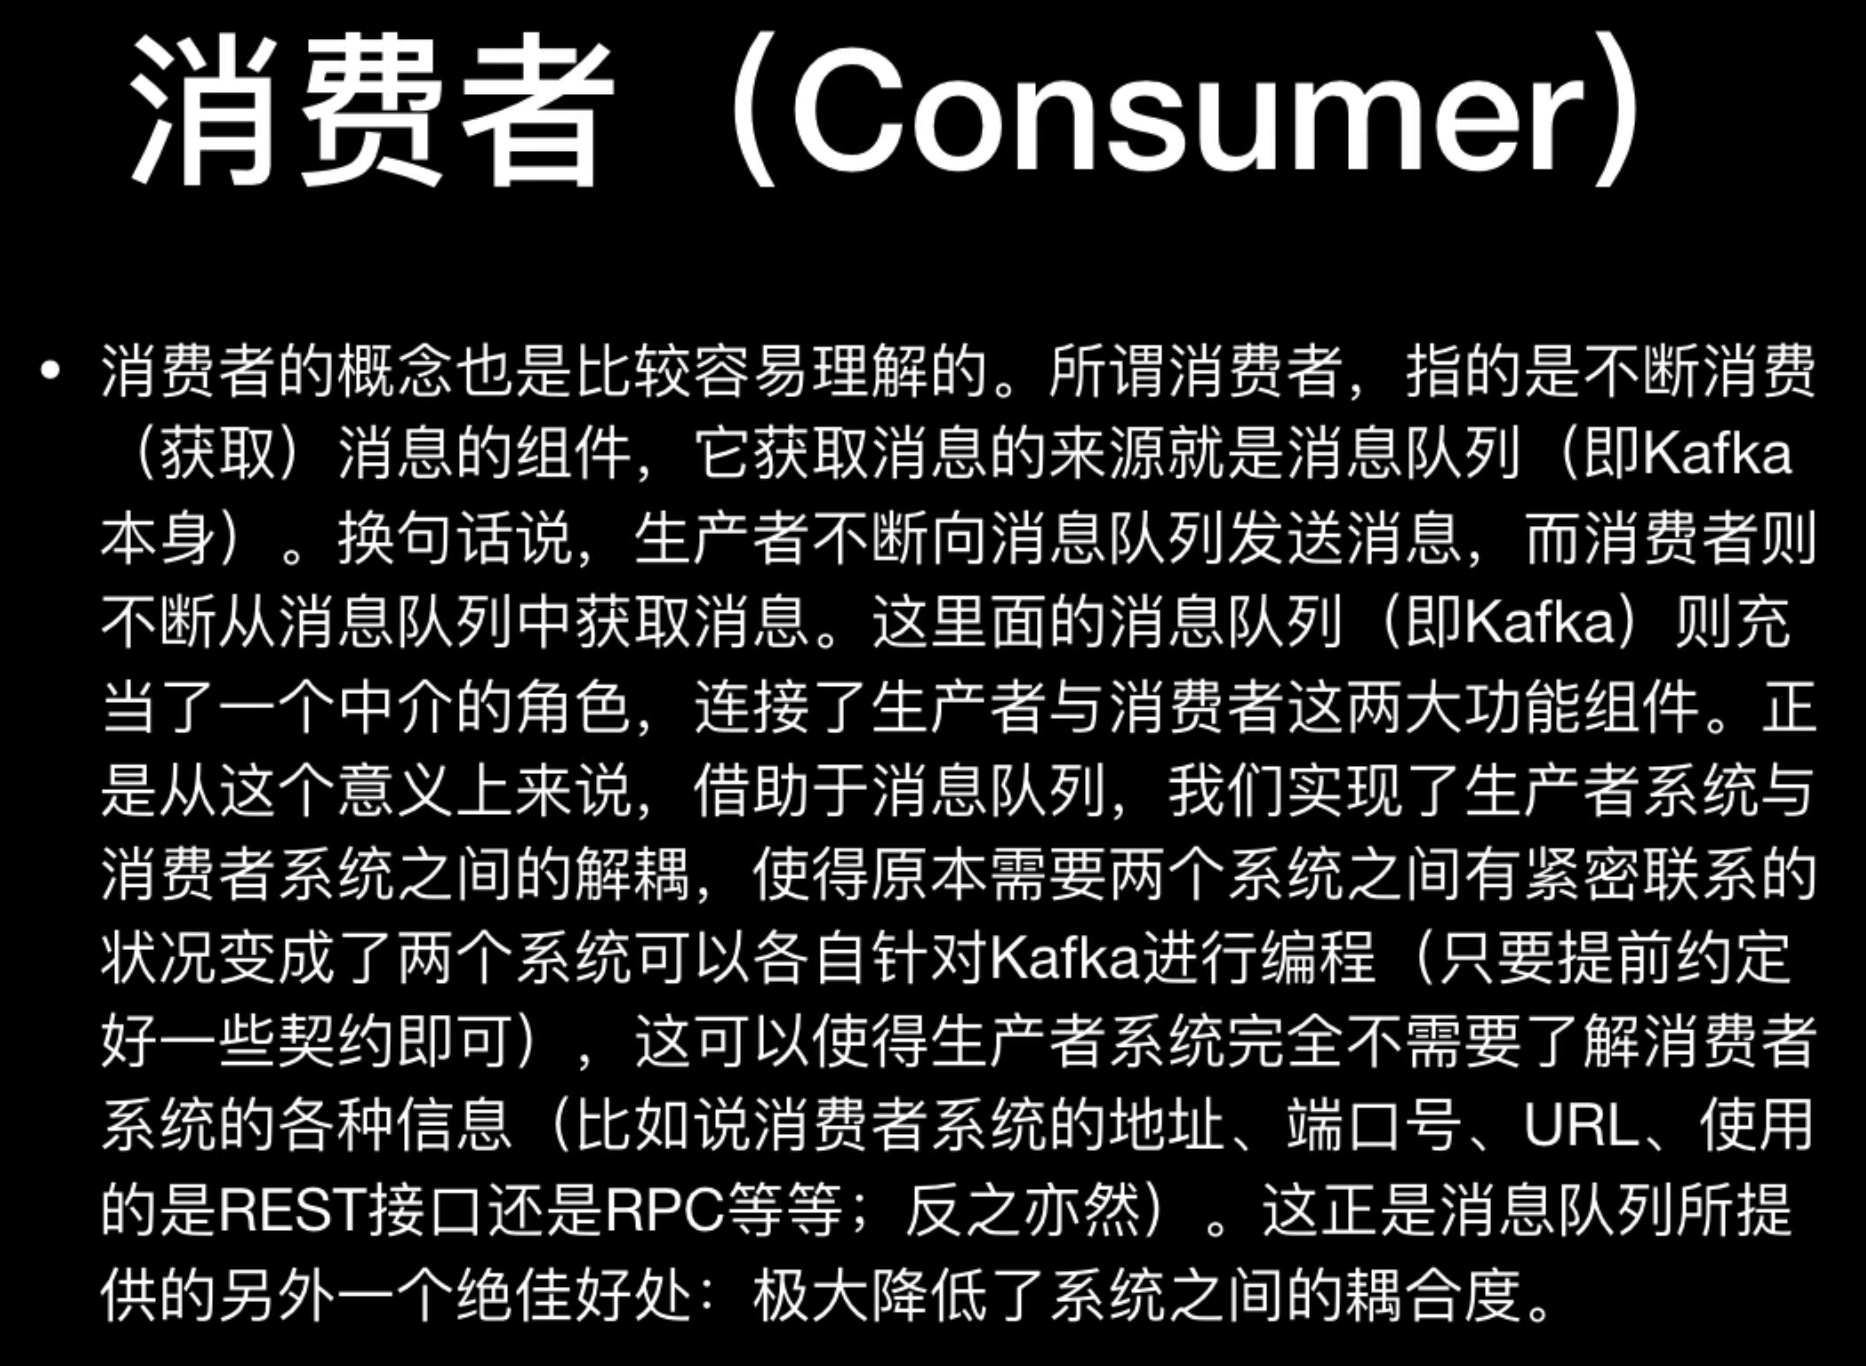 消费者（Consumer）
• 消费者的概念也是比较容易理解的。所谓消费者，指的是不断消费
（获取）消息的组件，它获取消息的来源就是消息队列（即Kafka
本身）。换句话说，生产者不断向消息队列发送消息，而消费者则
不断从消息队列中获取消息。这里面的消息队列（即Kafka）则充
当了一个中介的角色，连接了生产者与消费者这两大功能组件。正
是从这个意义上来说，借助于消息队列，我们实现了生产者系统与
消费者系统之间的解耦，使得原本需要两个系统之间有紧密联系的
状况变成了两个系统可以各自针对Kafka进行编程（只要提前约定
好一些契约即可），这可以使得生产者系统完全不需要了解消费者
系统的各种信息（比如说消费者系统的地址、端口号、URL、使用
的是REST接口还是RPC等等；反之亦然）。这正是消息队列所提
供的另外一个绝佳好处：极大降低了系统之间的耦合度。